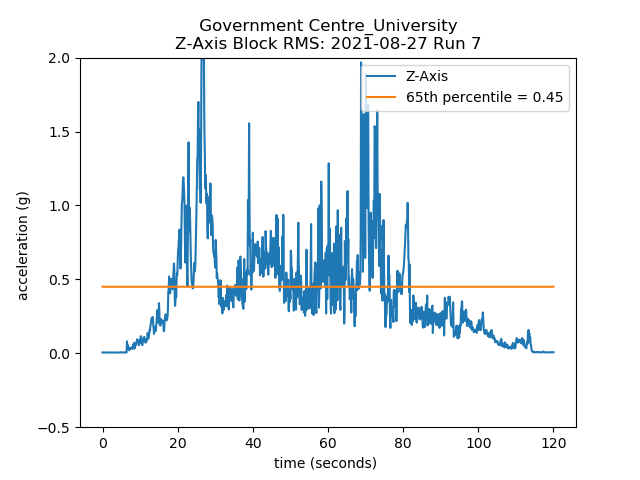 Government Centre_University
Z-Axis Block RMS: 2021-08-27 Run 7
Z-Axis
65th percentile = 0.45
2.0
1.5
1.0
0.5
0.0
−0.5
acceleration (g)
0 20 40 60 80 100 120
time (seconds)